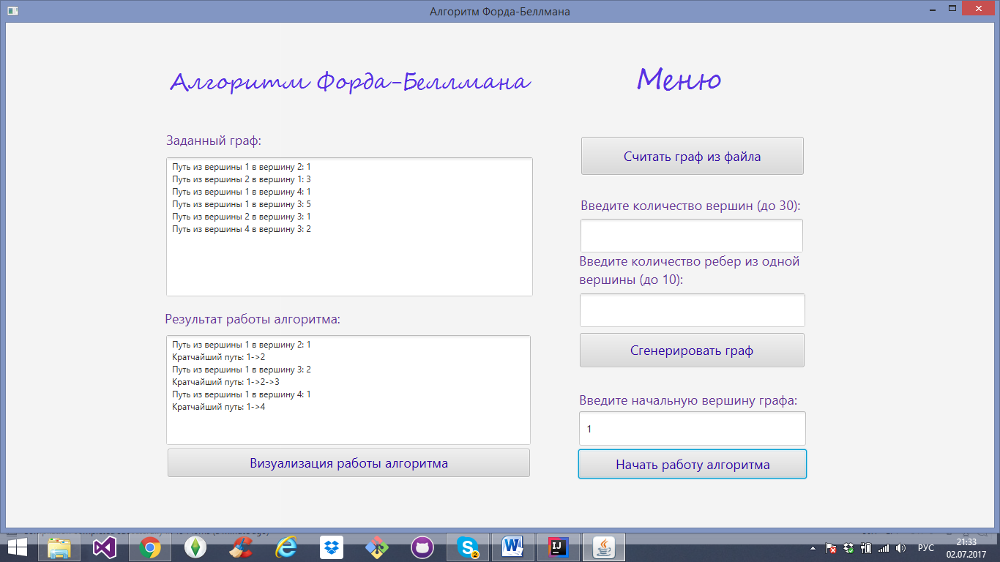 Алгоритм Форда-Беллмана
Алгоритм Форда-Беллмана
Меню
Заданный граф:
Путь из вершины 1 в вершину 2: 1
Путь из вершины 2 в вершину 1: 3
Путь из вершины 1 в вершину 4: 1
Путь из вершины 1 в вершину 3: 5
Путь из вершины 2 в вершину 3: 1
Путь из вершины 4 в вершину 3: 2
Результат работы алгоритма:
Путь из вершины 1 в вершину 2: 1
Кратчайший путь: 1->2
Путь из вершины 1 в вершину 3: 2
Кратчайший путь: 1->2->3
Путь из вершины 1 в вершину 4: 1
Кратчайший путь: 1->4
Визуализация работы алгоритма
Считать граф из файла
Введите количество вершин (до 30):
Введите количество ребер из одной
вершины (до 10):
Сгенерировать граф
Введите начальную вершину графа:
1
Начать работу алгоритма
2
W
IJ
РУС
21:33
02.07.2017